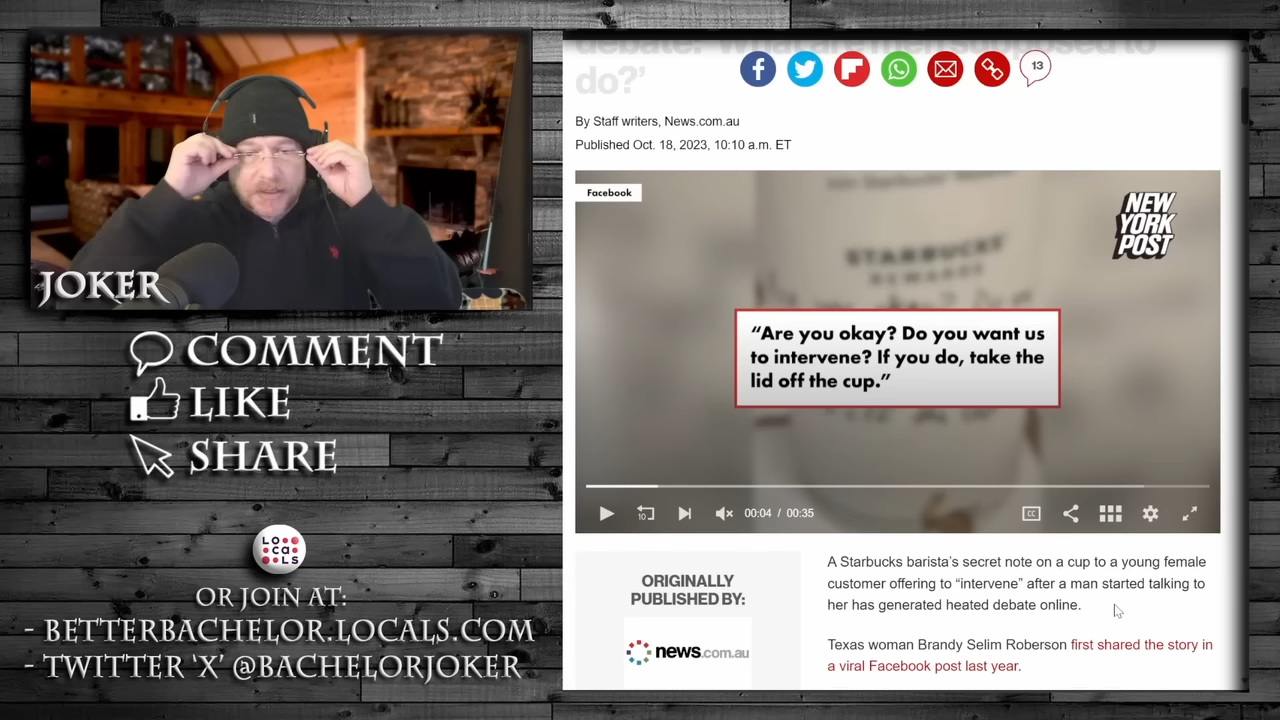 JOKER
COMMENT
LIKE
SHARE
LOcaLS
OR JOIN AT:
- BETTERBACHELOR.LOCALS.COM
- TWITTER 'X' @BACHELORJOKER
do?’
13
By Staff writers, News.com.au
Published Oct. 18, 2023, 10:10 a.m. ET
Facebook
NEW
YORK
POST
STARBUCKS
REWARDS
“Are you okay? Do you want us
to intervene? If you do, take the
lid off the cup.”
10
00:04 / 00:35
CC
ORIGINALLY
PUBLISHED BY:
news.com.au
A Starbucks barista’s secret note on a cup to a young female
customer offering to “intervene” after a man started talking to
her has generated heated debate online.
Texas woman Brandy Selim Roberson first shared the story in
a viral Facebook post last year.